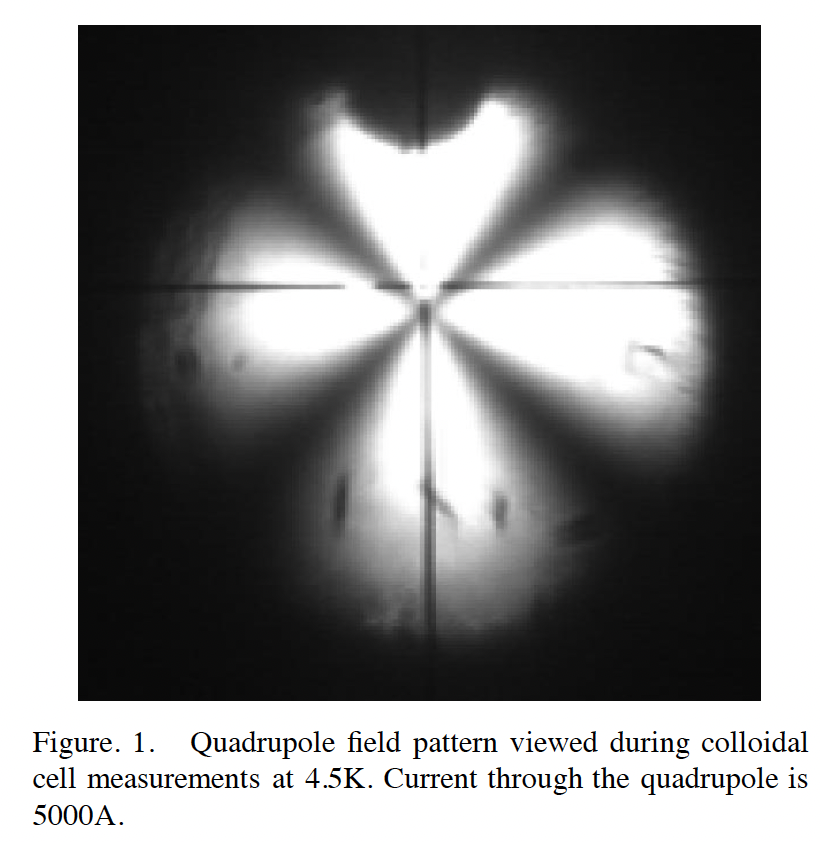 Figure. 1. Quadrupole field pattern viewed during colloidal
cell measurements at 4.5K. Current through the quadrupole is
5000A.